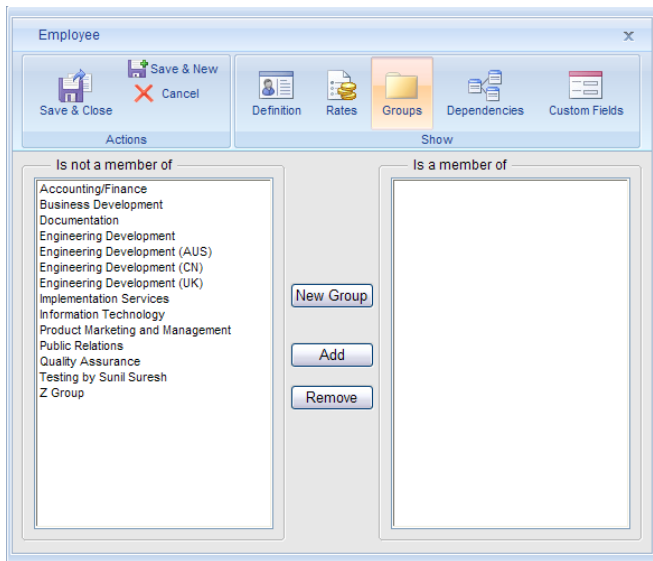 Employee
x
Save & Close
Save & New
Cancel
Actions
Definition
Rates
Groups
Dependencies
Custom Fields
Show
Is not a member of
Accounting/Finance
Business Development
Documentation
Engineering Development
Engineering Development (AUS)
Engineering Development (CN)
Engineering Development (UK)
Implementation Services
Information Technology
Product Marketing and Management
Public Relations
Quality Assurance
Testing by Sunil Suresh
Z Group
New Group
Add
Remove
Is a member of